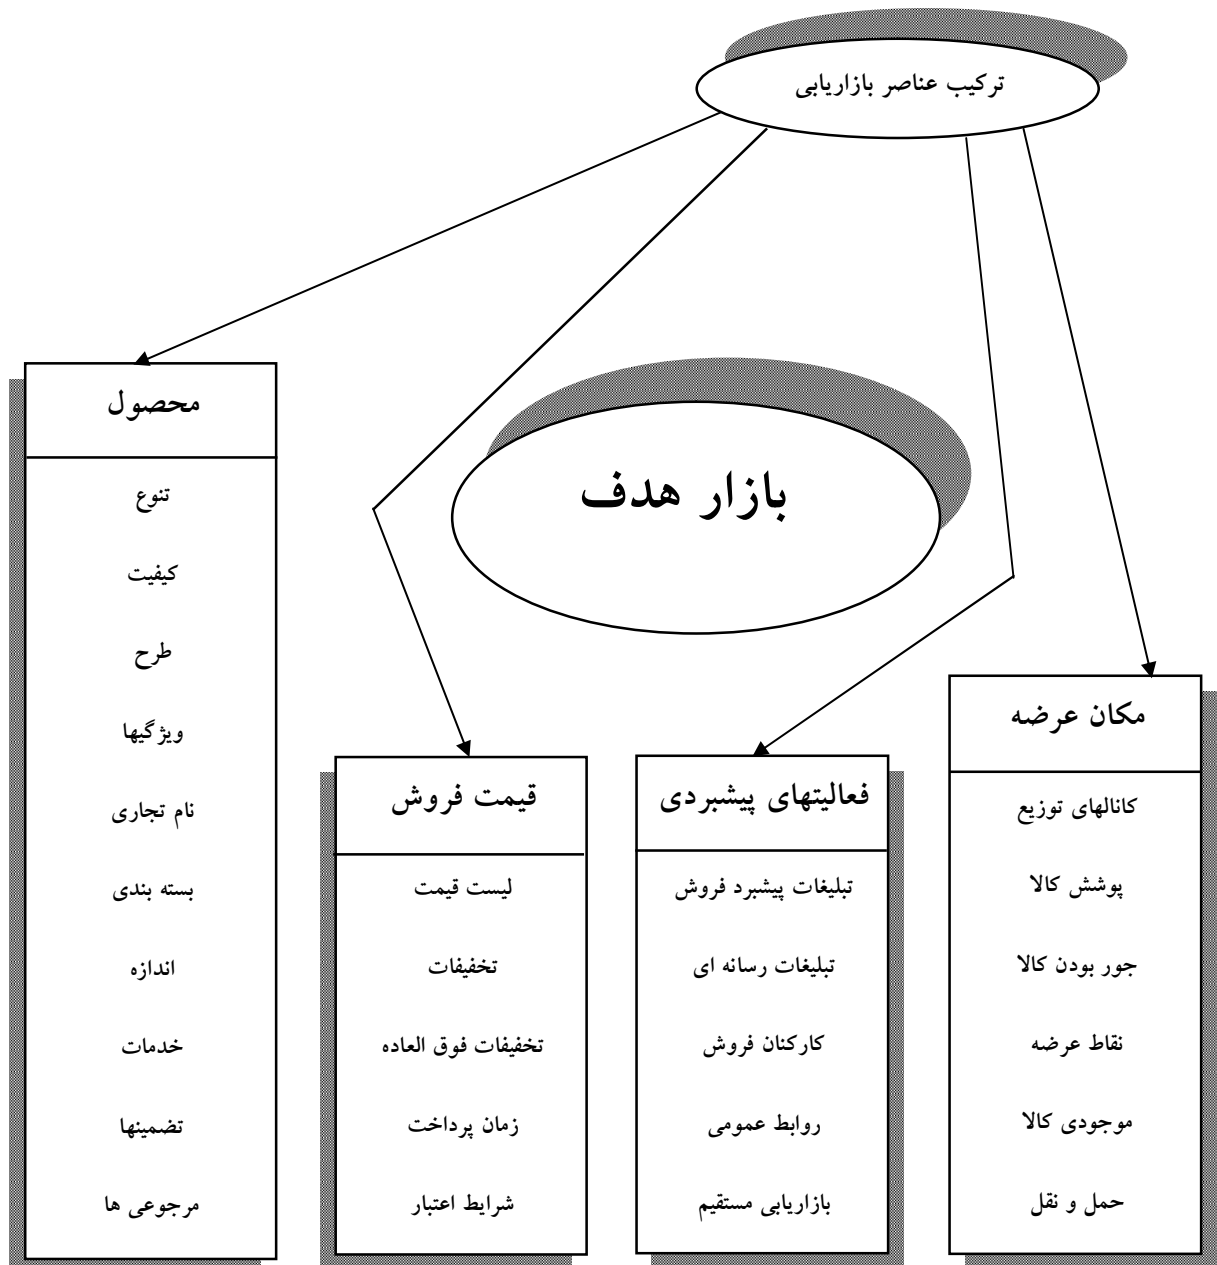 ترکیب عناصر بازاریابی
بازار هدف
مکان عرضه
کانالهای توزیع
پوشش کالا
جور بودن کالا
نقاط عرضه
موجودی کالا
حمل و نقل
فعالیتهای پیشبردی
تبلیغات پیشبرد فروش
تبلیغات رسانه ای
کارکنان فروش
روابط عمومی
بازاریابی مستقیم
قیمت فروش
لیست قیمت
تخفیفات
تخفیفات فوق العاده
زمان پرداخت
شرایط اعتبار
محصول
تنوع
کیفیت
طرح
ویژگیها
نام تجاری
بسته بندی
اندازه
خدمات
تضمینها
مرجوعی ها